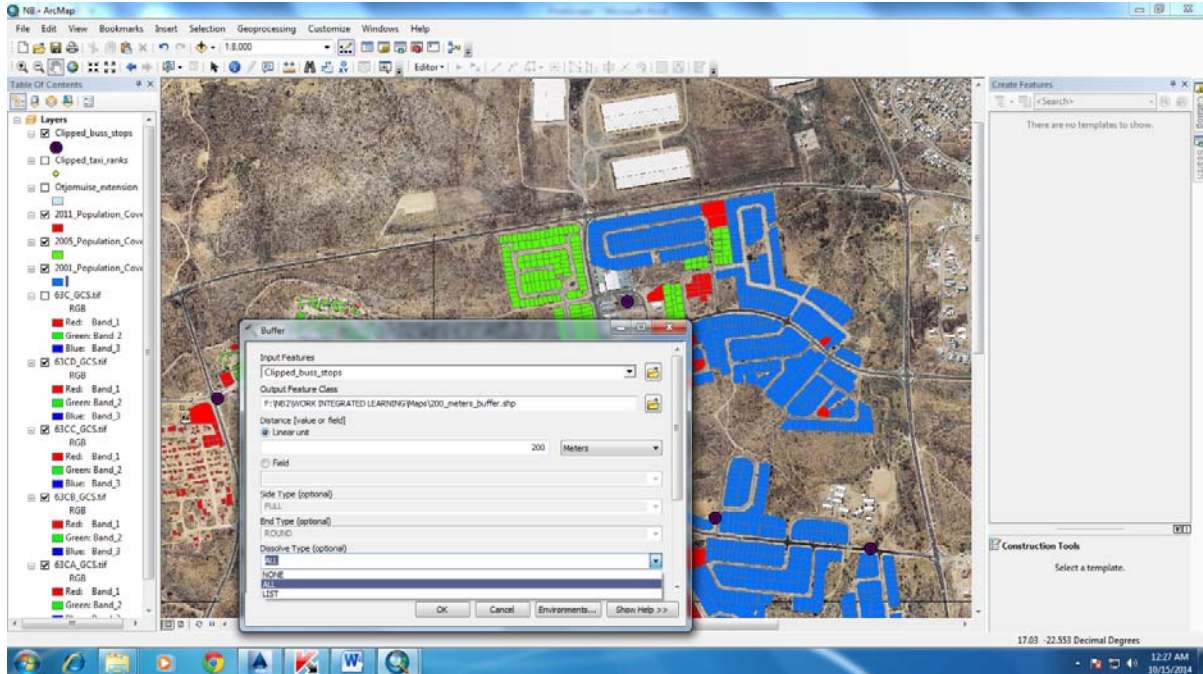 NB - ArcMap
File Edit View Bookmarks Insert Selection Geoprocessing Customize Windows Help
1:8.000
Editor
Table Of Contents
Layers
Clipped_buss_stops
Clipped_taxi_ranks
Otjomuise_extension
2011_Population_Cove
2005_Population_Cove
2001_Population_Cove
63C_GCS.tif
RGB
Red: Band_1
Green: Band_2
Blue: Band_3
63CD_GCS.tif
RGB
Red: Band_1
Green: Band_2
Blue: Band_3
63CC_GCS.tif
RGB
Red: Band_1
Green: Band_2
Blue: Band_3
63CB_GCS.tif
RGB
Red: Band_1
Green: Band_2
Blue: Band_3
63CA_GCS.tif
RGB
Red: Band_1
Green: Band_2
Buffer
Input Features
Clipped_buss_stops
Output Feature Class
F:\NB2\WORK INTEGRATED LEARNING\Maps\200_meters_buffer.shp
Distance [value or field]
Linear unit
200 Meters
Field
Side Type (optional)
FULL
End Type (optional)
ROUND
Dissolve Type (optional)
ALL
NONE
ALL
LIST
OK Cancel Environments... Show Help >>
Create Features
<Search>
There are no templates to show.
Catalog
Search
Construction Tools
Select a template.
17.03 -22.553 Decimal Degrees
12:27 AM
10/15/2014